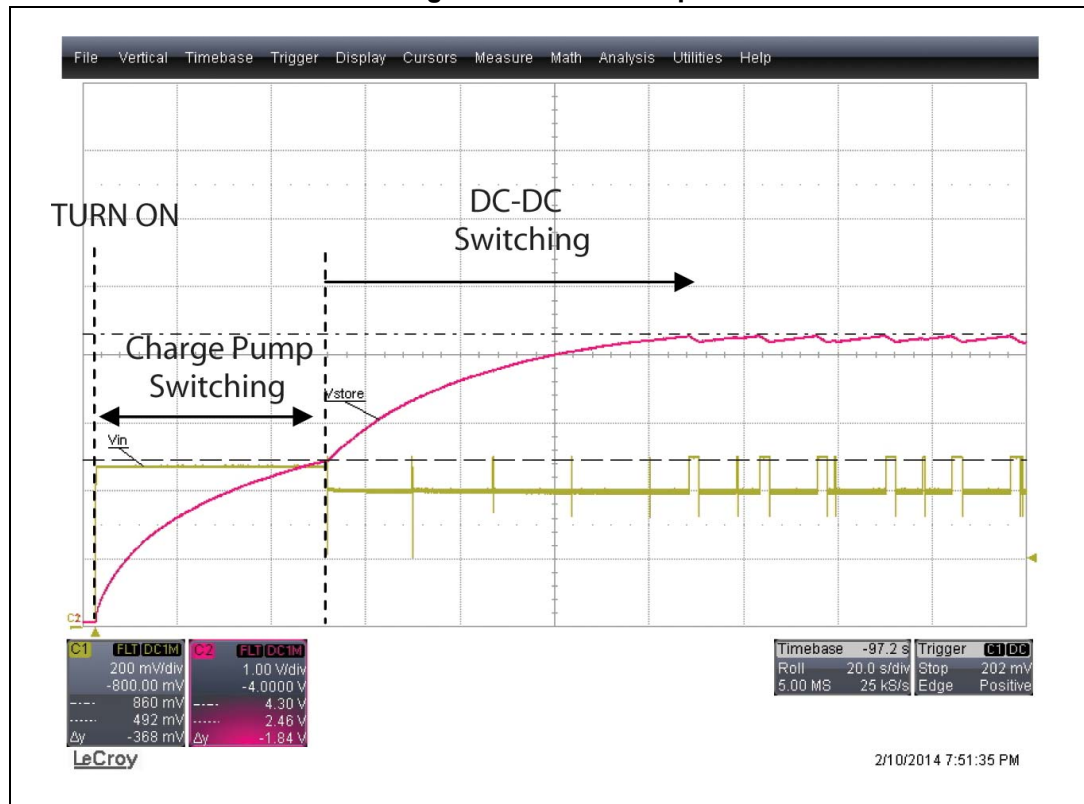 File Vertical Timebase Trigger Display Cursors Measure Math Analysis Utilities Help
TURN ON
DC-DC
Switching
Charge Pump
Switching
Vstore
Vin
C2
C1 FLT DC1M
200 mV/div
-800.00 mV
860 mV
492 mV
Δy -368 mV
C2 FLT DC1M
1.00 V/div
-4.0000 V
4.30 V
2.46 V
Δy -1.84 V
Timebase -97.2 s
Roll 20.0 s/div
5.00 MS 25 kS/s
Trigger C1 DC
Stop 202 mV
Edge Positive
LeCroy
2/10/2014 7:51:35 PM